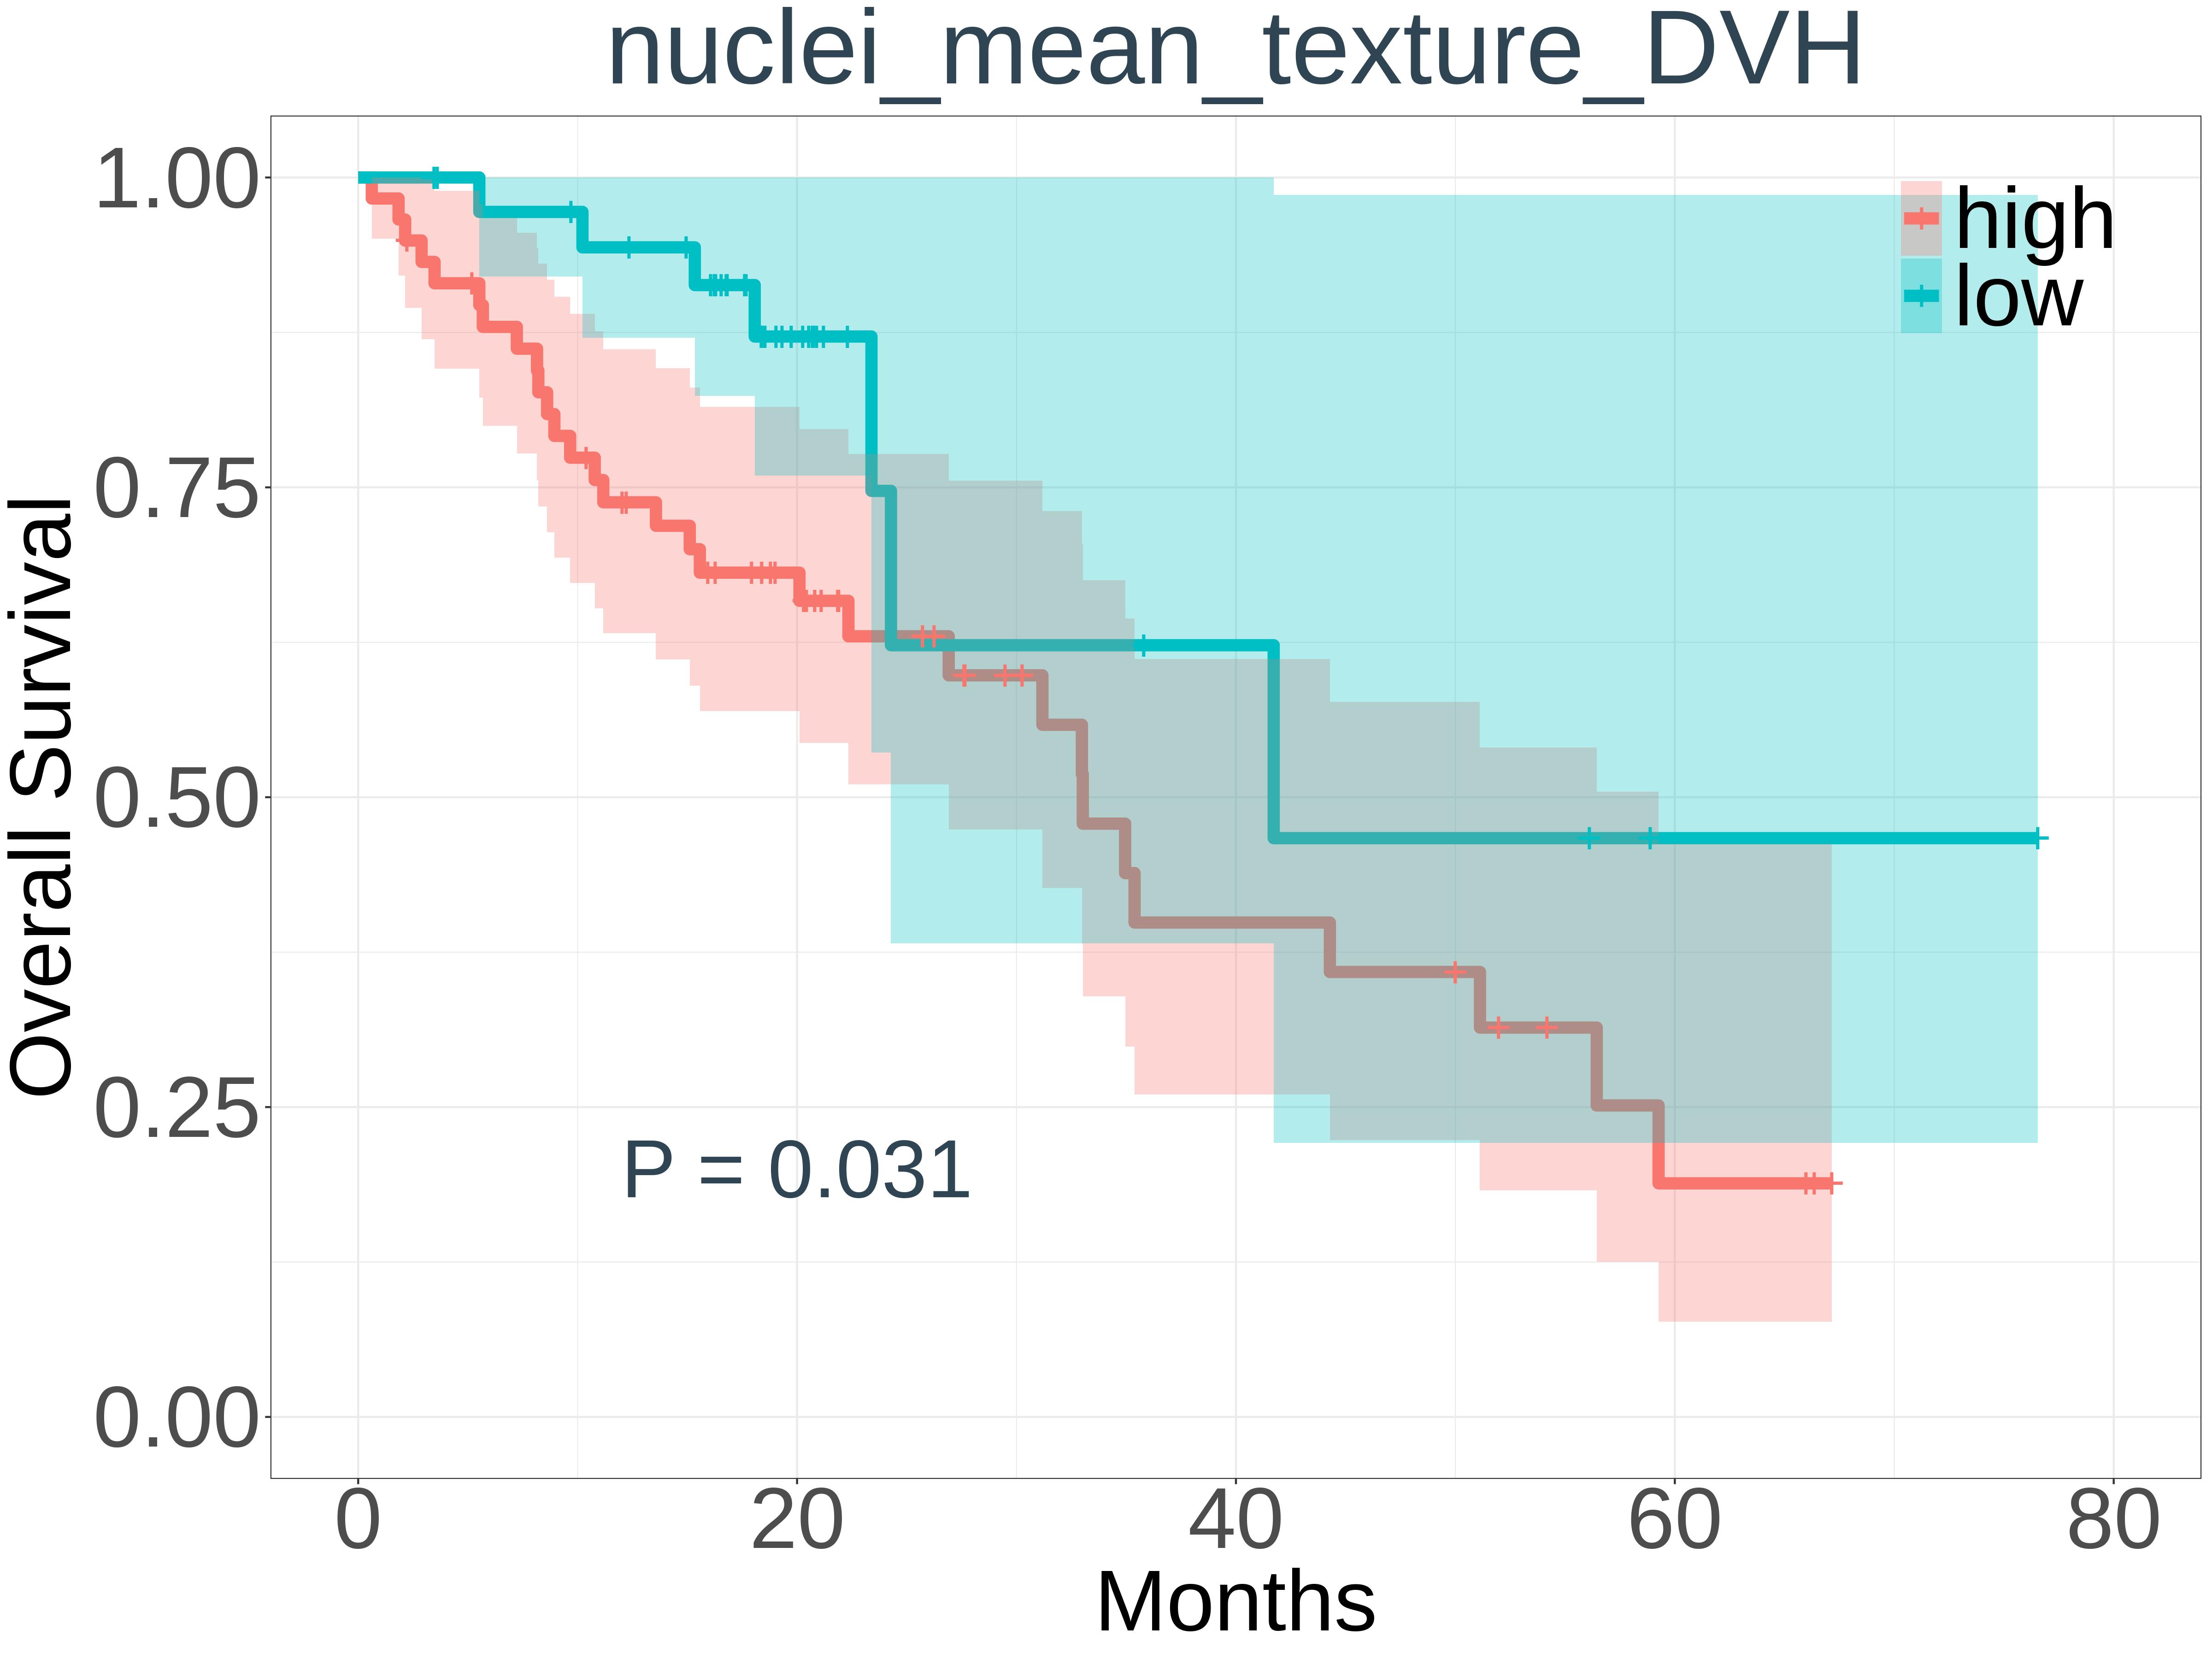 nuclei_mean_texture_DVH
1.00
0.75
0.50
0.25
0.00
Overall Survival
high
low
P = 0.031
0 20 40 60 80
Months